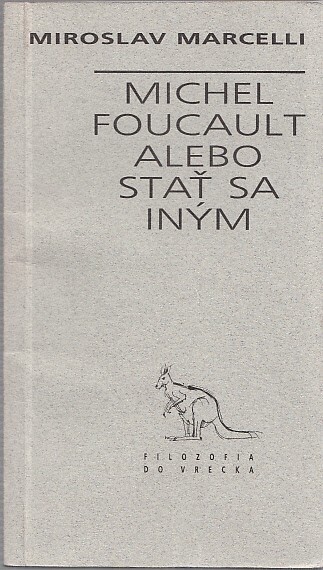 MIROSLAV MARCELLI
MICHEL
FOUCAULT
ALEBO
STAŤ SA
INÝM
FILOZOFIA
DO VRECKA